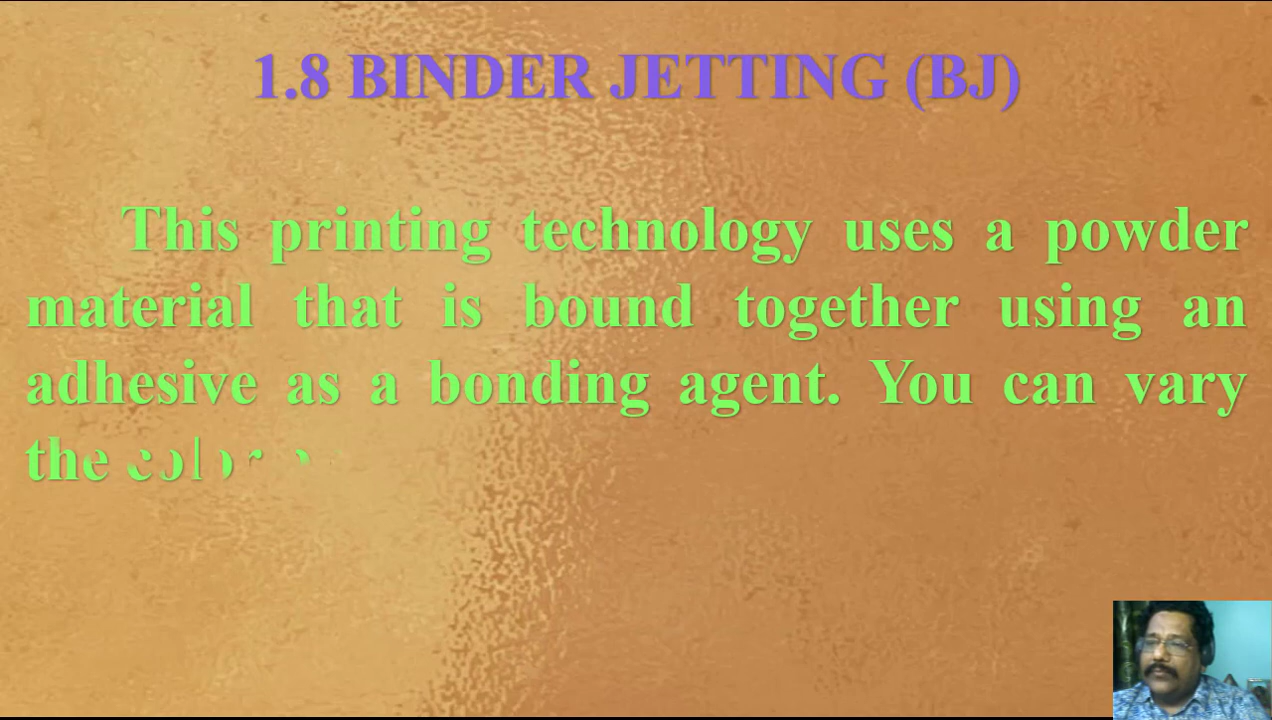 1.8 BINDER JETTING (BJ)
This printing technology uses a powder
material that is bound together using an
adhesive as a bonding agent. You can vary
the color